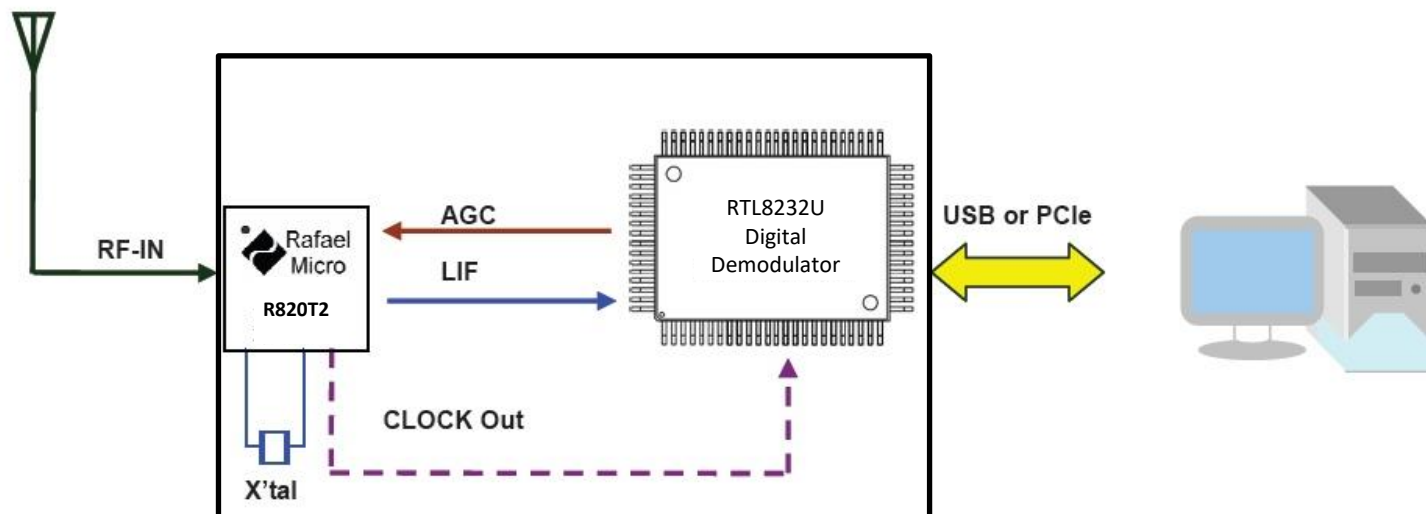 RF-IN
Rafael
Micro
R820T2
AGC
LIF
RTL8232U
Digital
Demodulator
USB or PCIe
CLOCK Out
X'tal